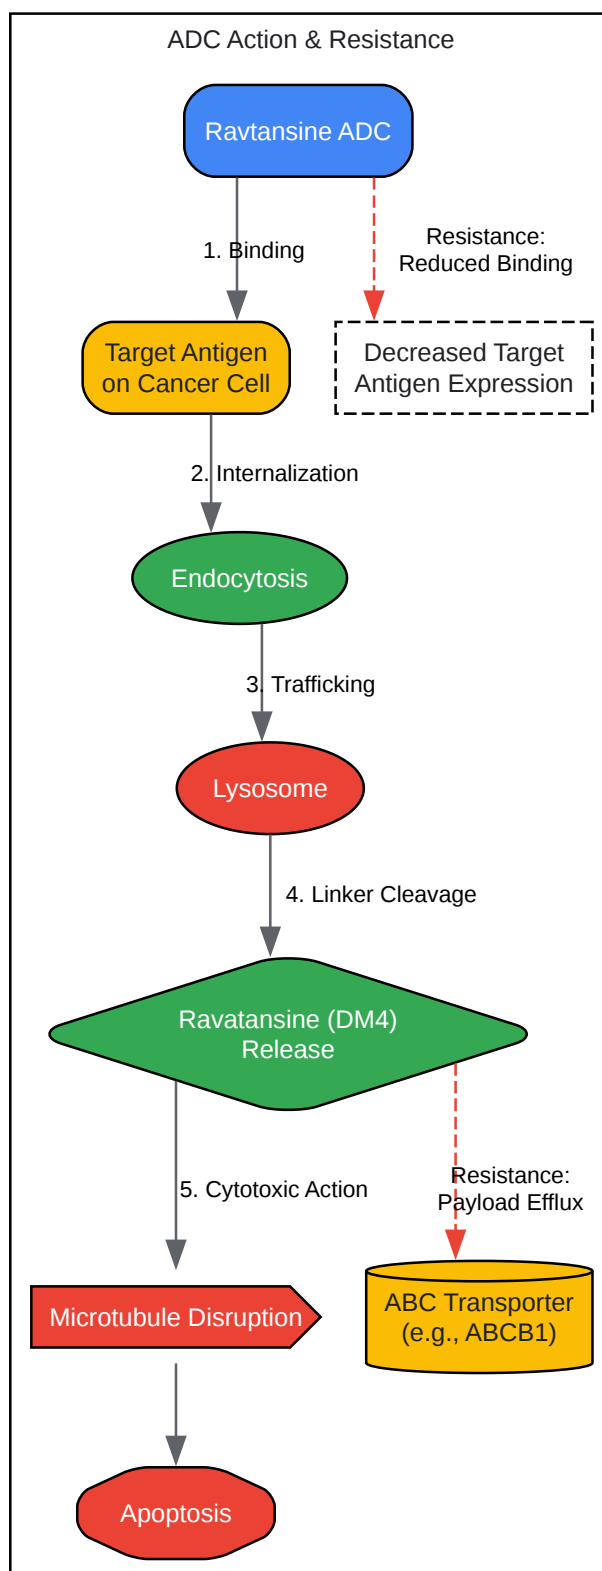 ADC Action & Resistance
Ravtansine ADC
1. Binding
Resistance:
Reduced Binding
Target Antigen
on Cancer Cell
Decreased Target
Antigen Expression
2. Internalization
Endocytosis
3. Trafficking
Lysosome
4. Linker Cleavage
Ravatansine (DM4)
Release
5. Cytotoxic Action
Resistance:
Payload Efflux
Microtubule Disruption
ABC Transporter
(e.g., ABCB1)
Apoptosis